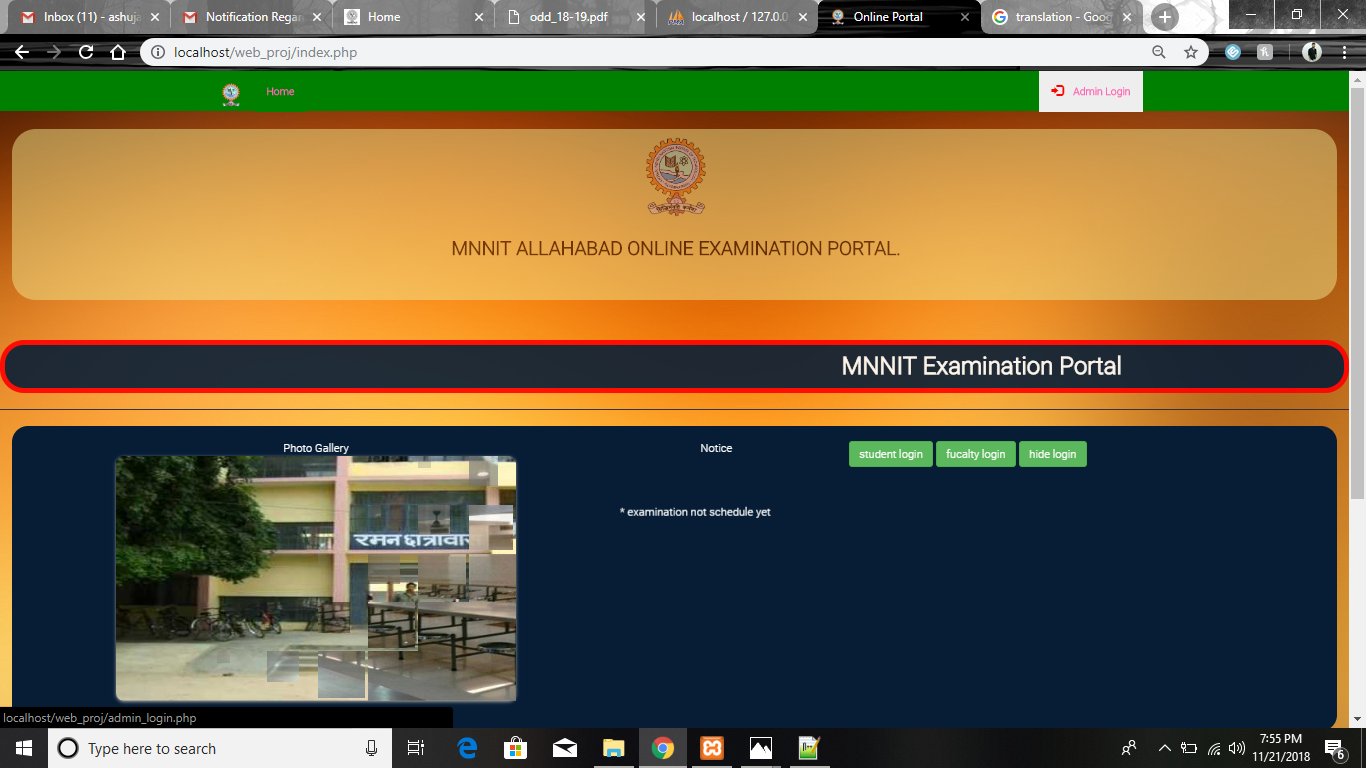 Inbox (11) - ashuja
Notification Regar
Home
odd_18-19.pdf
localhost / 127.0.0
Online Portal
translation - Goog
localhost/web_proj/index.php
Home
Admin Login
MNNIT ALLAHABAD ONLINE EXAMINATION PORTAL.
MNNIT Examination Portal
Photo Gallery
Notice
student login
fucalty login
hide login
* examination not schedule yet
रमन छात्रावास
localhost/web_proj/admin_login.php
Type here to search
7:55 PM
11/21/2018
6